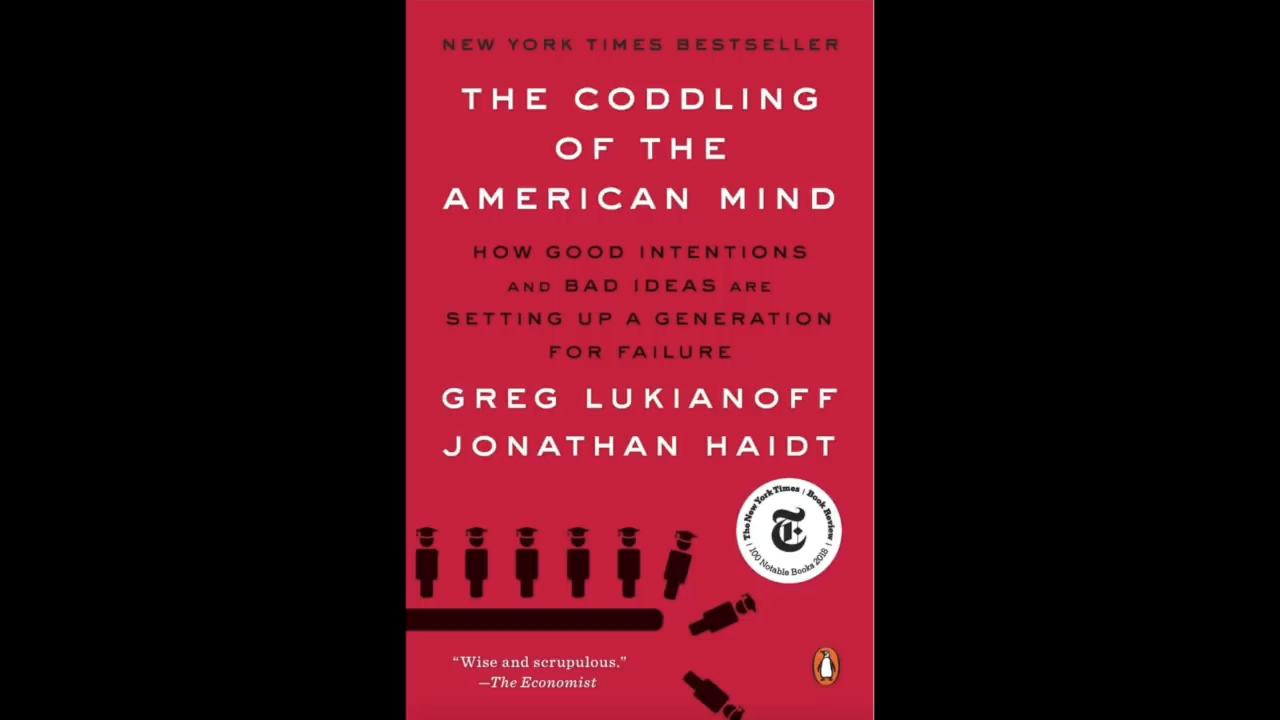 NEW YORK TIMES BESTSELLER
THE CODDLING
OF THE
AMERICAN MIND
HOW GOOD INTENTIONS
AND BAD IDEAS ARE
SETTING UP A GENERATION
FOR FAILURE
GREG LUKIANOFF
JONATHAN HAIDT
The New York Times | Book Review
T
| 100 Notable Books 2018 |
“Wise and scrupulous.”
—The Economist